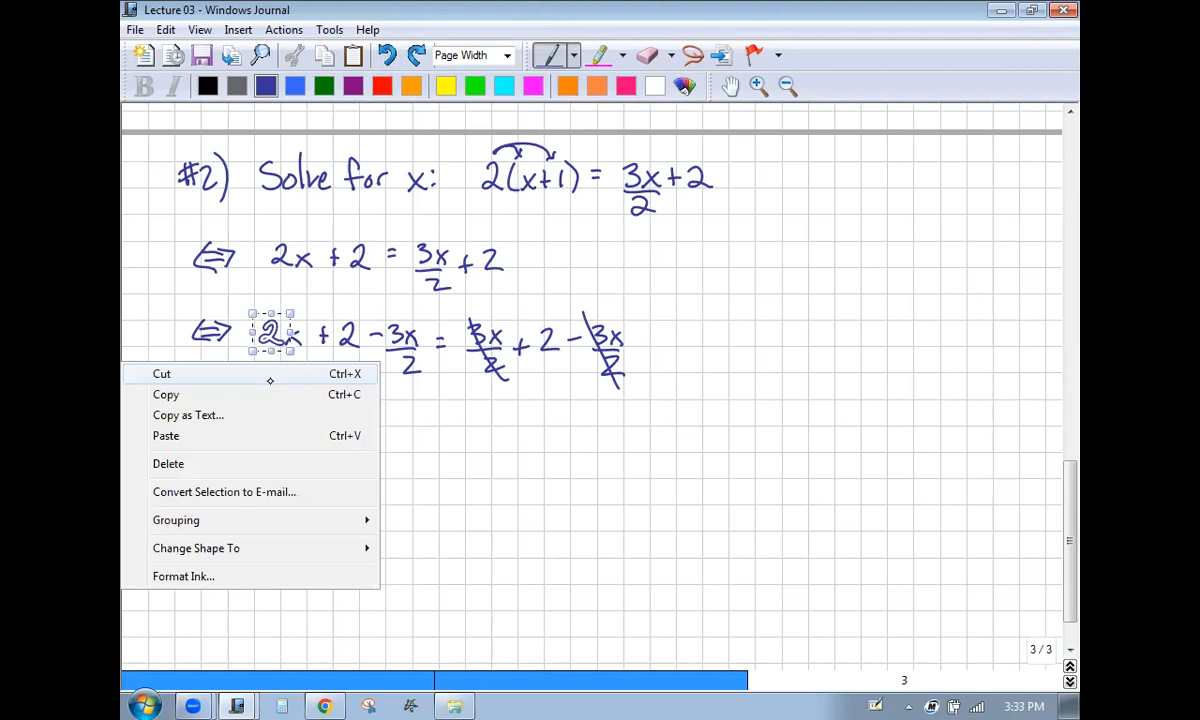 Lecture 03 - Windows Journal
File Edit View Insert Actions Tools Help
Page Width
B I
#2) Solve for x: 2(x+1) = 3x/2 + 2
⇔ 2x + 2 = 3x/2 + 2
⇔ 2x + 2 - 3x/2 = 3x/2 + 2 - 3x/2
Cut Ctrl+X
Copy Ctrl+C
Copy as Text...
Paste Ctrl+V
Delete
Convert Selection to E-mail...
Grouping
Change Shape To
Format Ink...
3 / 3
3
3:33 PM